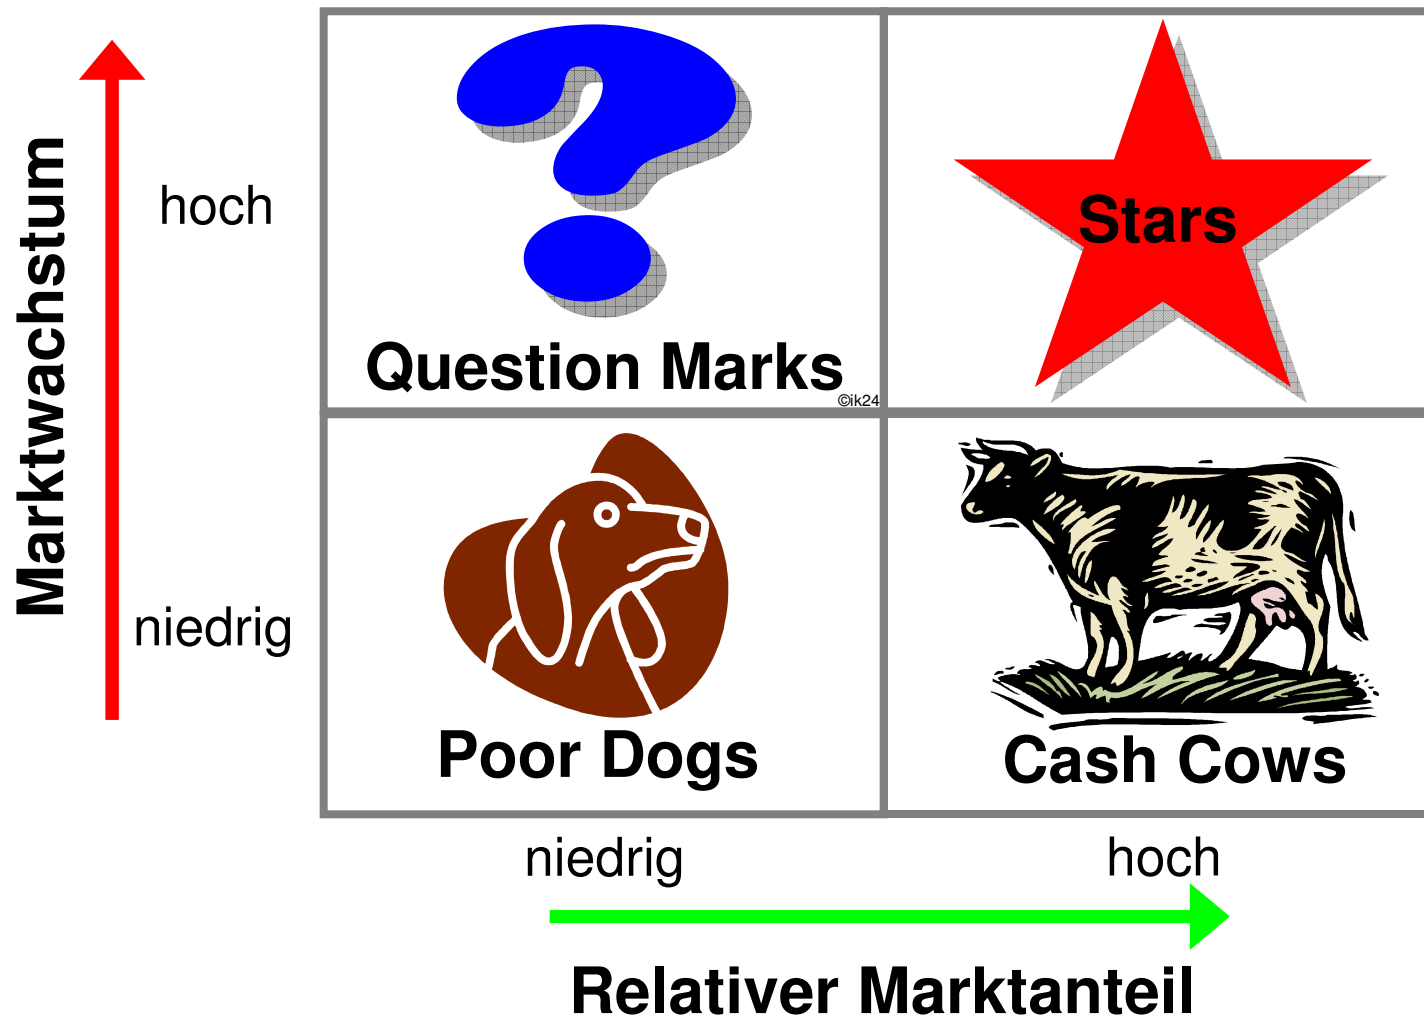 Marktwachstum
hoch
niedrig
Question Marks
©ik24
Stars
Poor Dogs
Cash Cows
niedrig
hoch
Relativer Marktanteil